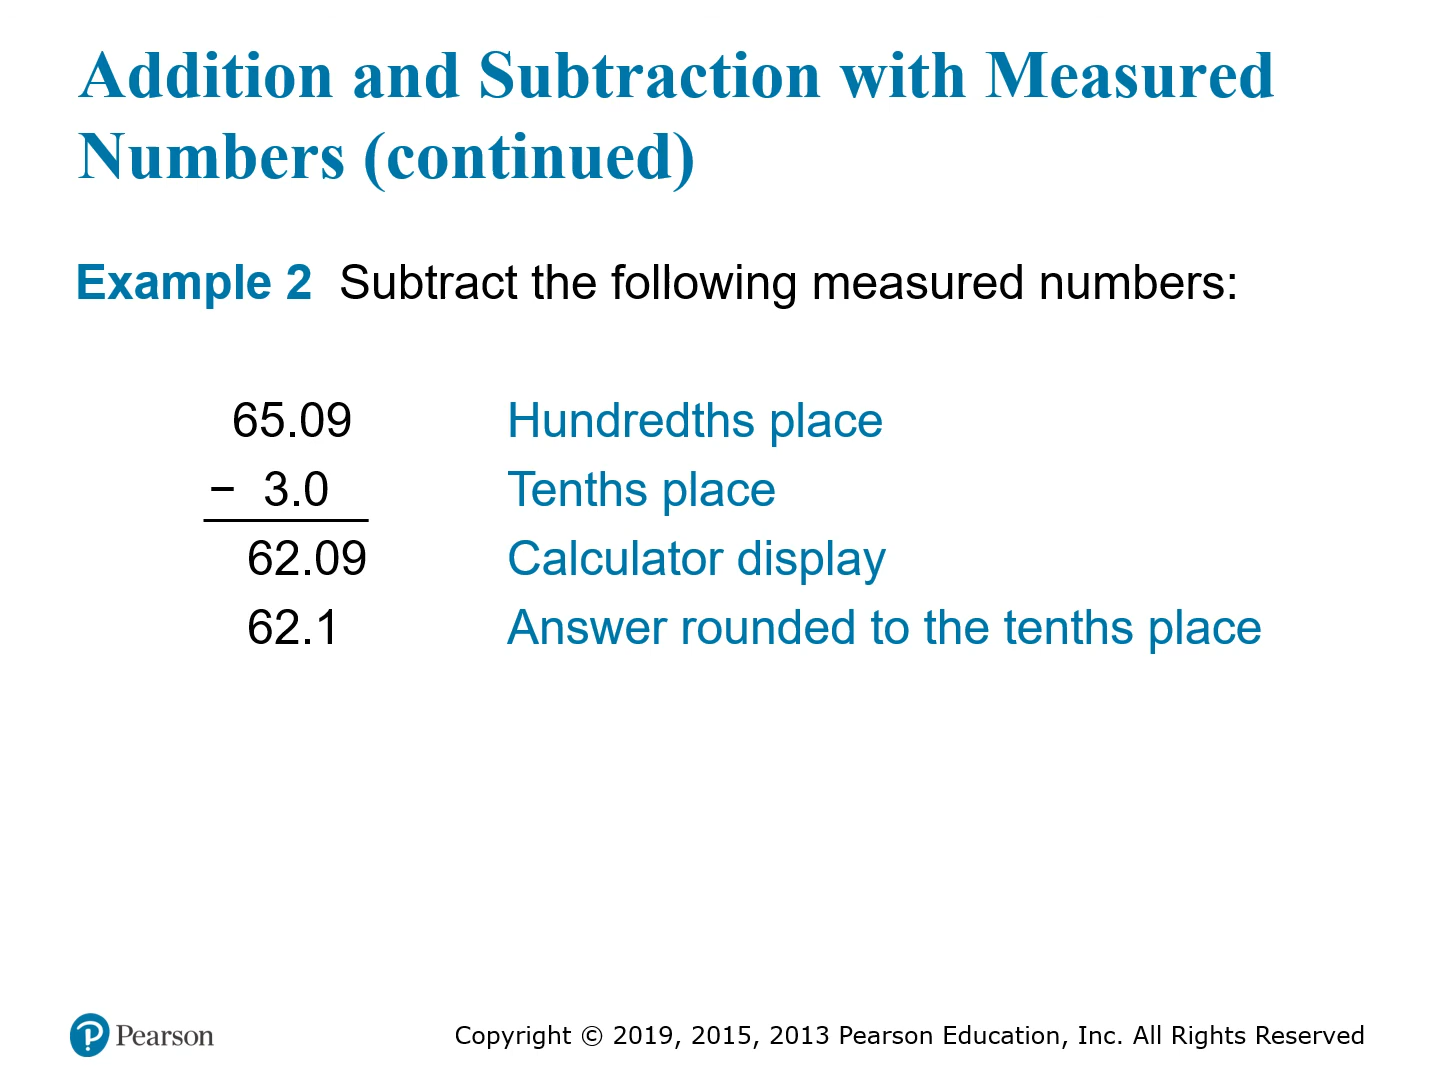 Addition and Subtraction with Measured
Numbers (continued)
Example 2 Subtract the following measured numbers:
65.09 Hundredths place
− 3.0 Tenths place
62.09 Calculator display
62.1 Answer rounded to the tenths place
Pearson
Copyright © 2019, 2015, 2013 Pearson Education, Inc. All Rights Reserved